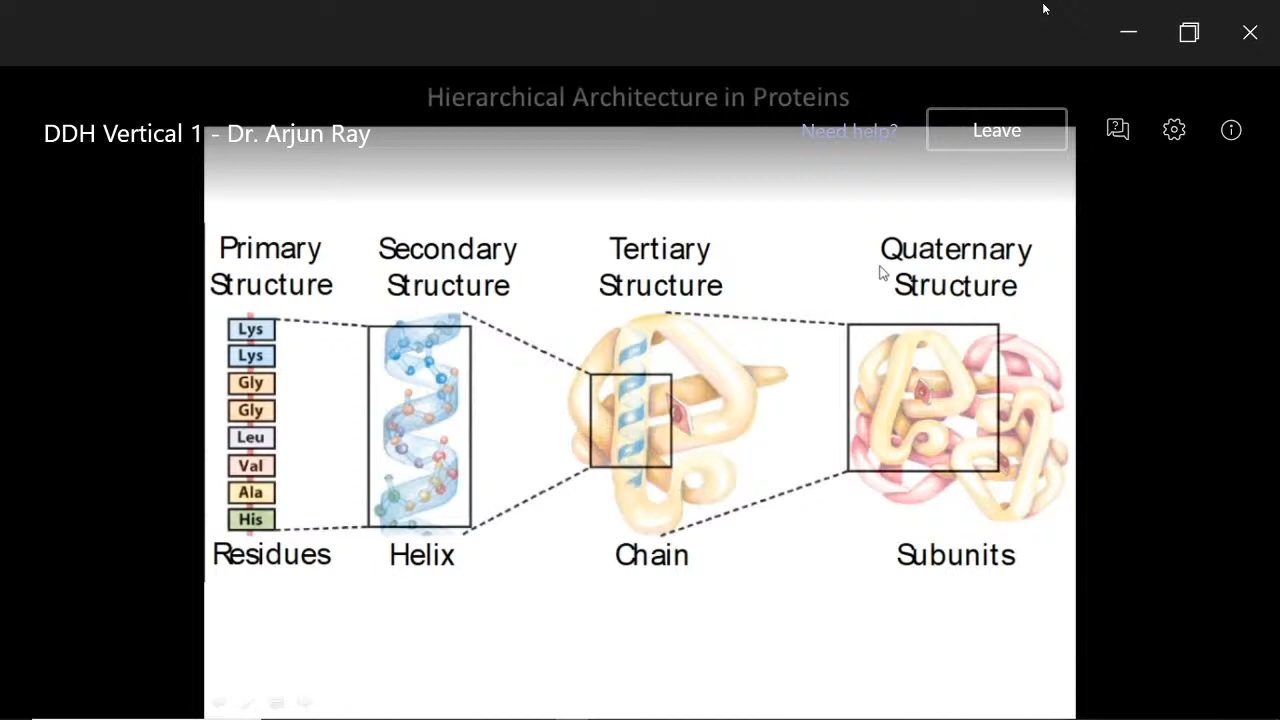 Hierarchical Architecture in Proteins
DDH Vertical 1 - Dr. Arjun Ray
Need help?
Leave
Primary Structure
Secondary Structure
Tertiary Structure
Quaternary Structure
Lys
Lys
Gly
Gly
Leu
Val
Ala
His
Residues
Helix
Chain
Subunits